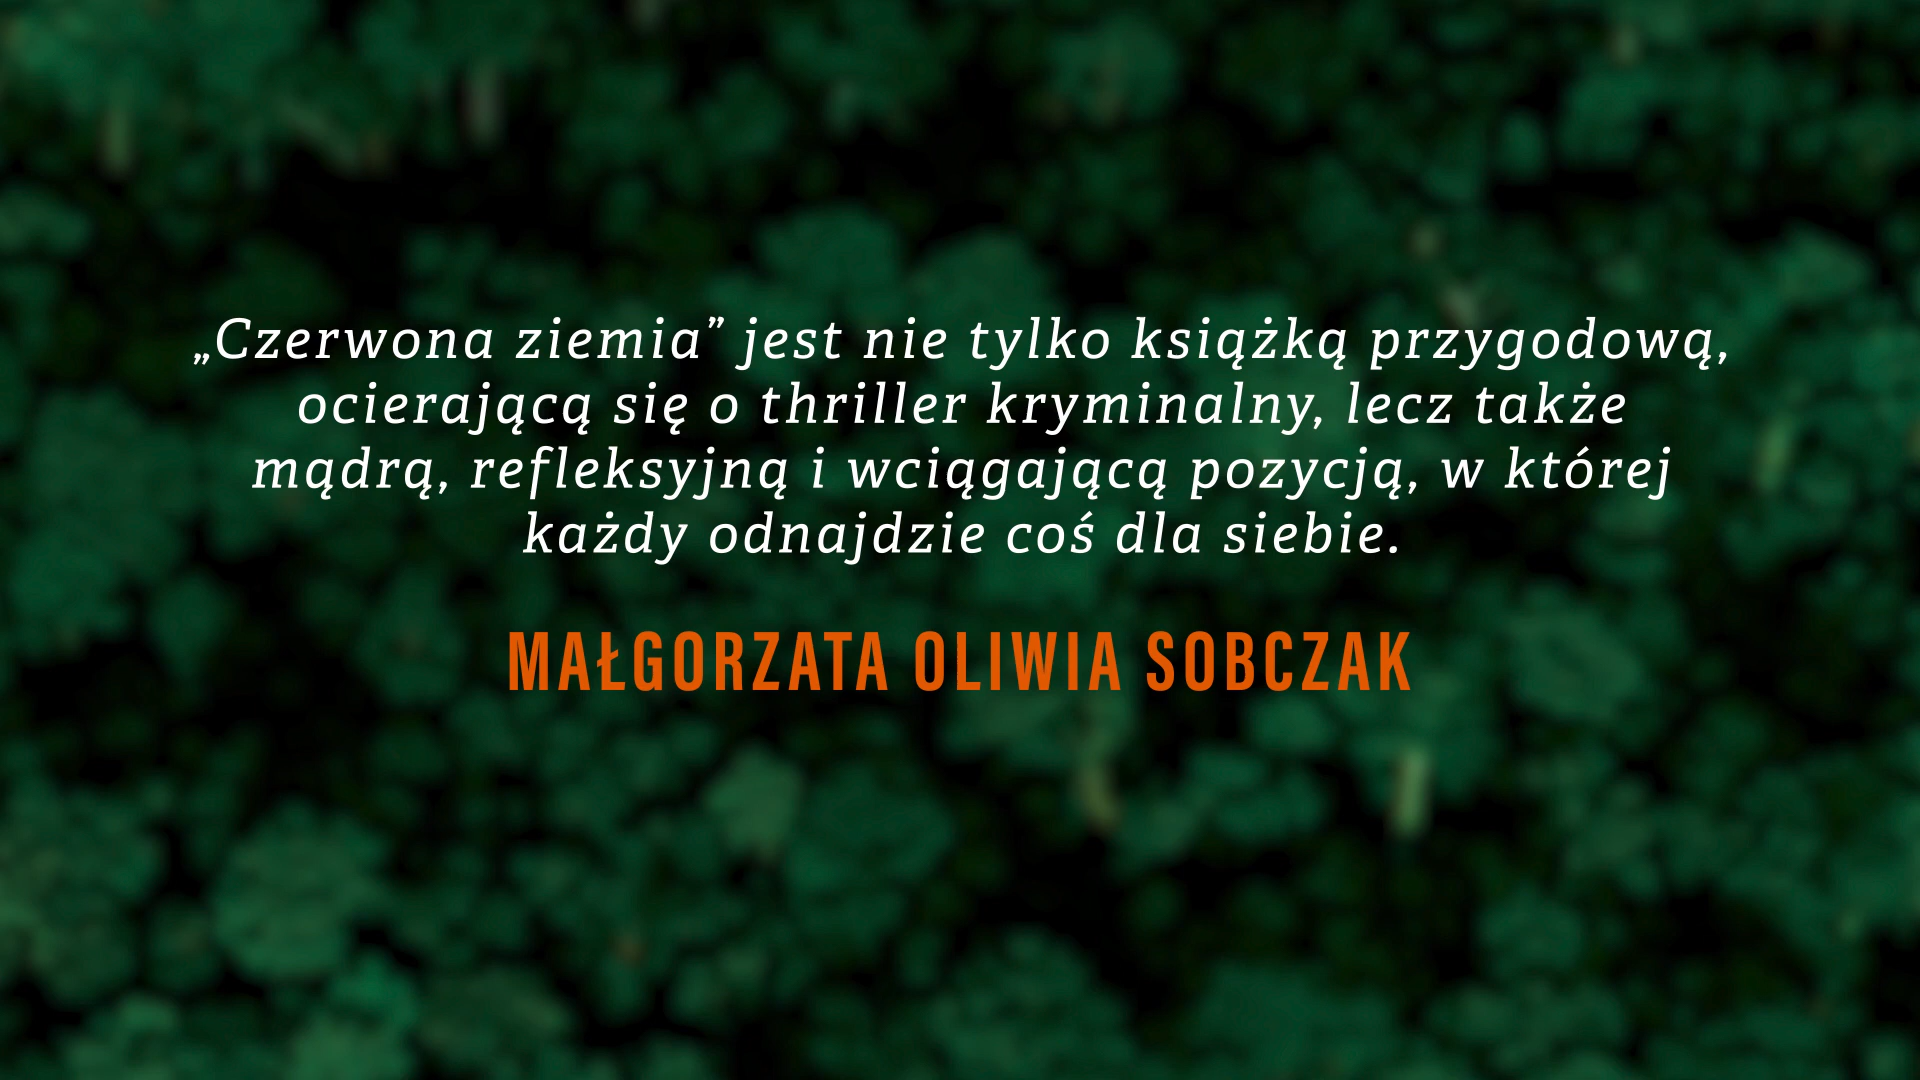 „Czerwona ziemia” jest nie tylko książką przygodową,
ocierającą się o thriller kryminalny, lecz także
mądrą, refleksyjną i wciągającą pozycją, w której
każdy odnajdzie coś dla siebie.
MAŁGORZATA OLIWIA SOBCZAK